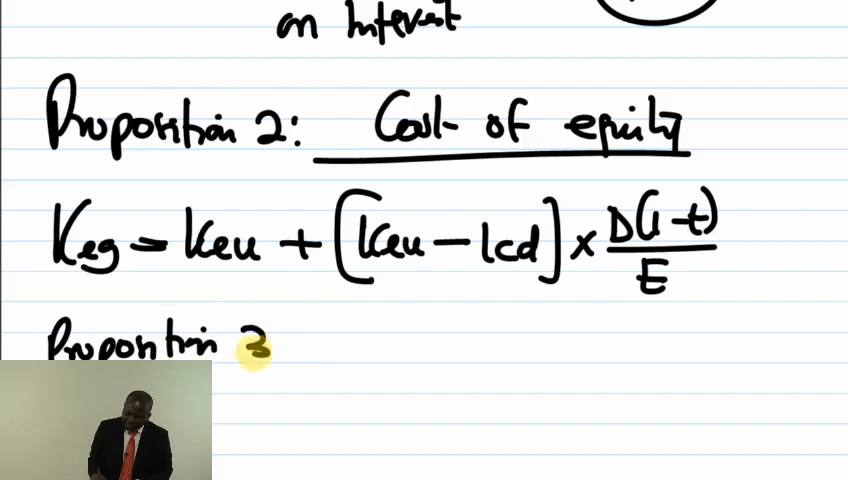 on Interest
Proposition 2: Cost of equity
Keg = Keu + [Keu - kd] × D(1-t)/E
Proposition 3